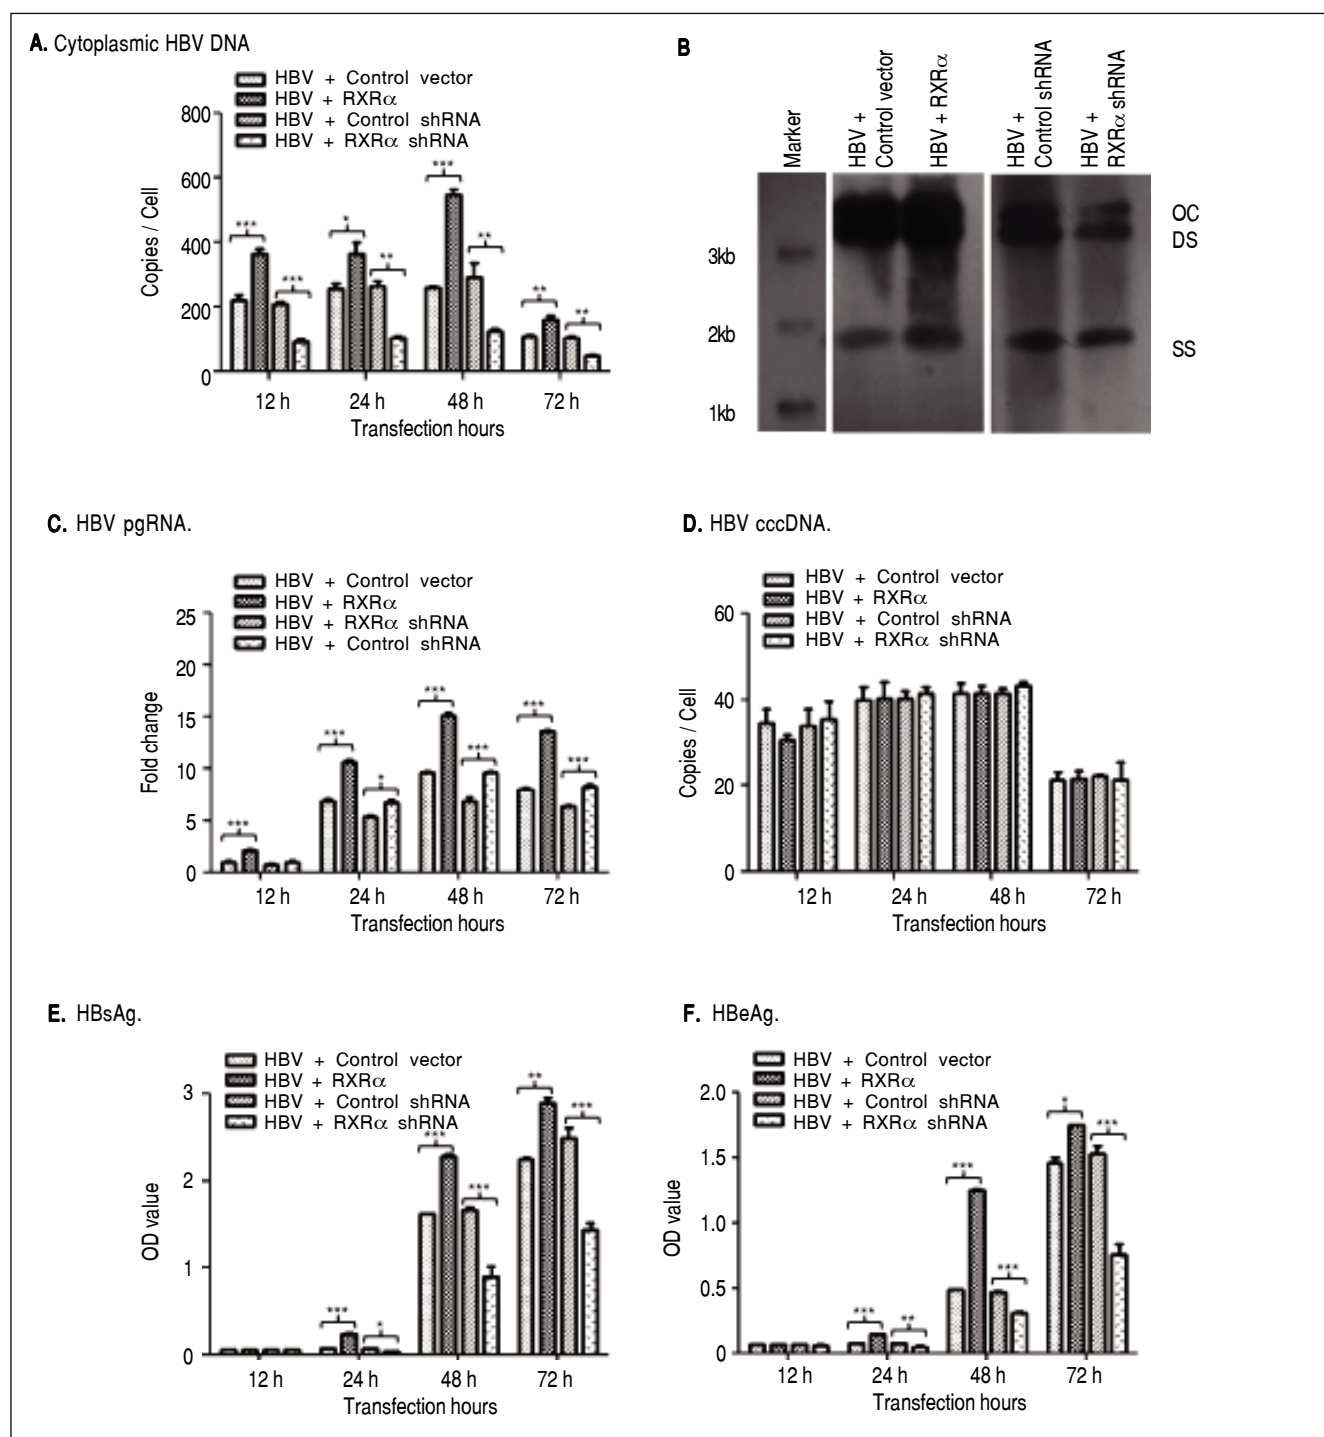 A. Cytoplasmic HBV DNA
HBV + Control vector
HBV + RXRα
HBV + Control shRNA
HBV + RXRα shRNA
800
600
400
200
0
Copies / Cell
***
***
*
**
***
**
**
**
12 h 24 h 48 h 72 h
Transfection hours
B
Marker
HBV +
Control vector
HBV + RXRα
HBV +
Control shRNA
HBV +
RXRα shRNA
3kb
2kb
1kb
OC
DS
SS
C. HBV pgRNA.
HBV + Control vector
HBV + RXRα
HBV + RXRα shRNA
HBV + Control shRNA
25
20
15
10
5
0
Fold change
***
***
*
***
***
***
***
12 h 24 h 48 h 72 h
Transfection hours
D. HBV cccDNA.
HBV + Control vector
HBV + RXRα
HBV + Control shRNA
HBV + RXRα shRNA
60
40
20
0
Copies / Cell
12 h 24 h 48 h 72 h
Transfection hours
E. HBsAg.
HBV + Control vector
HBV + RXRα
HBV + Control shRNA
HBV + RXRα shRNA
3
2
1
0
OD value
***
*
***
***
**
***
12 h 24 h 48 h 72 h
Transfection hours
F. HBeAg.
HBV + Control vector
HBV + RXRα
HBV + Control shRNA
HBV + RXRα shRNA
2.0
1.5
1.0
0.5
0
OD value
***
**
***
***
*
***
12 h 24 h 48 h 72 h
Transfection hours